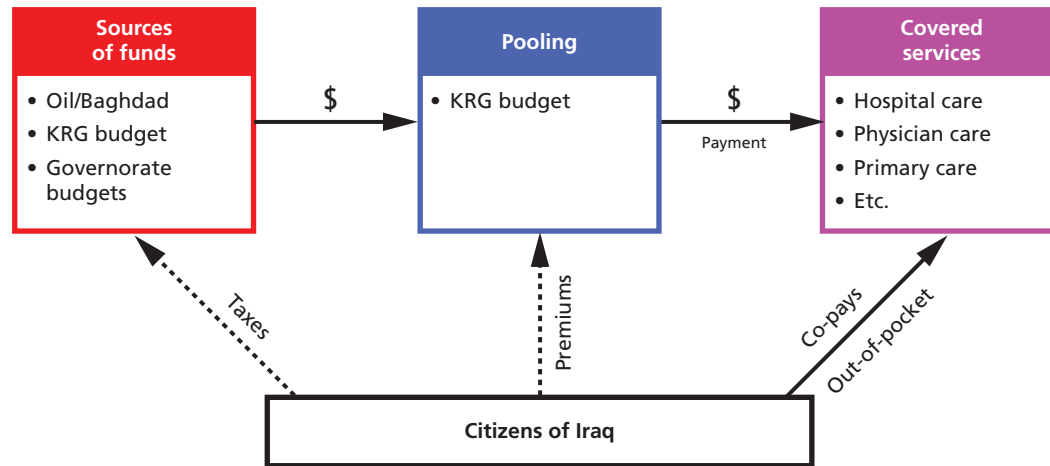 Sources
of funds
• Oil/Baghdad
• KRG budget
• Governorate
budgets
$
Pooling
• KRG budget
$
Payment
Covered
services
• Hospital care
• Physician care
• Primary care
• Etc.
Taxes
Premiums
Co-pays
Out-of-pocket
Citizens of Iraq